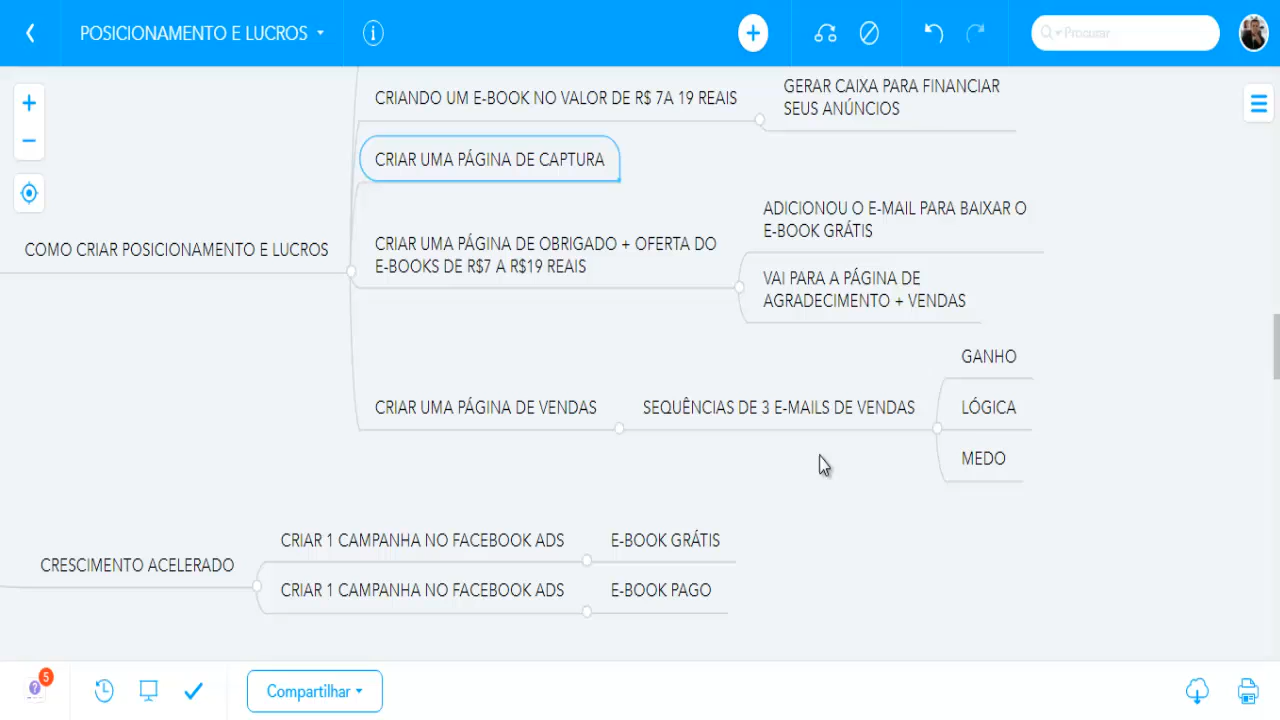 POSICIONAMENTO E LUCROS
Procurar
CRIANDO UM E-BOOK NO VALOR DE R$ 7A 19 REAIS
GERAR CAIXA PARA FINANCIAR
SEUS ANÚNCIOS
CRIAR UMA PÁGINA DE CAPTURA
ADICIONOU O E-MAIL PARA BAIXAR O
E-BOOK GRÁTIS
COMO CRIAR POSICIONAMENTO E LUCROS
CRIAR UMA PÁGINA DE OBRIGADO + OFERTA DO
E-BOOKS DE R$7 A R$19 REAIS
VAI PARA A PÁGINA DE
AGRADECIMENTO + VENDAS
GANHO
CRIAR UMA PÁGINA DE VENDAS
SEQUÊNCIAS DE 3 E-MAILS DE VENDAS
LÓGICA
MEDO
CRESCIMENTO ACELERADO
CRIAR 1 CAMPANHA NO FACEBOOK ADS
E-BOOK GRÁTIS
CRIAR 1 CAMPANHA NO FACEBOOK ADS
E-BOOK PAGO
5
Compartilhar